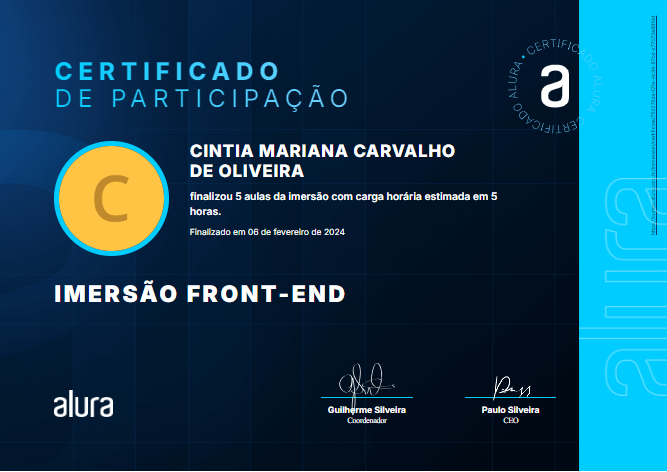 CERTIFICADO
DE PARTICIPAÇÃO
CERTIFICADO ALURA CERTIFICADO ALURA
a
CINTIA MARIANA CARVALHO
DE OLIVEIRA
C
finalizou 5 aulas da imersão com carga horária estimada em 5
horas.
Finalizado em 06 de fevereiro de 2024
IMERSÃO FRONT-END
alura
Guilherme Silveira
Coordenador
Paulo Silveira
CEO
alura